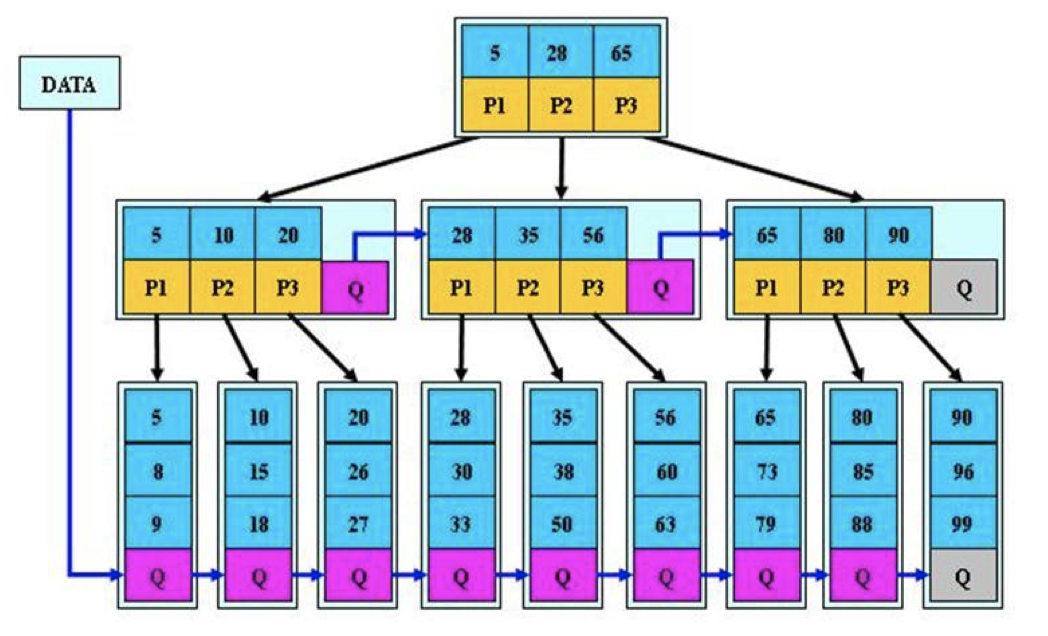 5 28 65
DATA
P1 P2 P3
5 10 20
28 35 56
65 80 90
P1 P2 P3 Q
P1 P2 P3 Q
P1 P2 P3 Q
5 10 20 28 35 56 65 80 90
8 15 26 30 38 60 73 85 96
9 18 27 33 50 63 79 88 99
Q Q Q Q Q Q Q Q Q